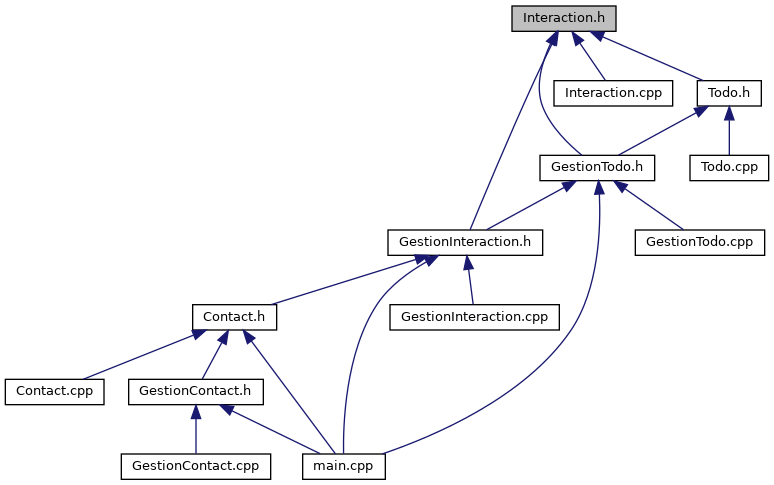 Interaction.h
Interaction.cpp
Todo.h
GestionTodo.h
Todo.cpp
GestionInteraction.h
GestionTodo.cpp
Contact.h
GestionInteraction.cpp
Contact.cpp
GestionContact.h
GestionContact.cpp
main.cpp